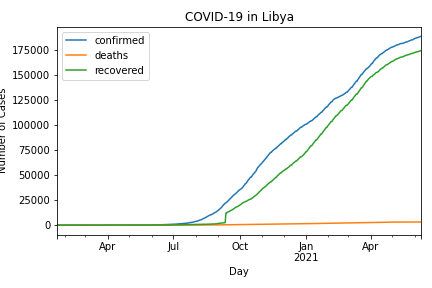 COVID-19 in Libya
confirmed
deaths
recovered
175000
150000
125000
100000
75000
50000
25000
0
Number of Cases
Apr
Jul
Oct
Jan
2021
Apr
Day